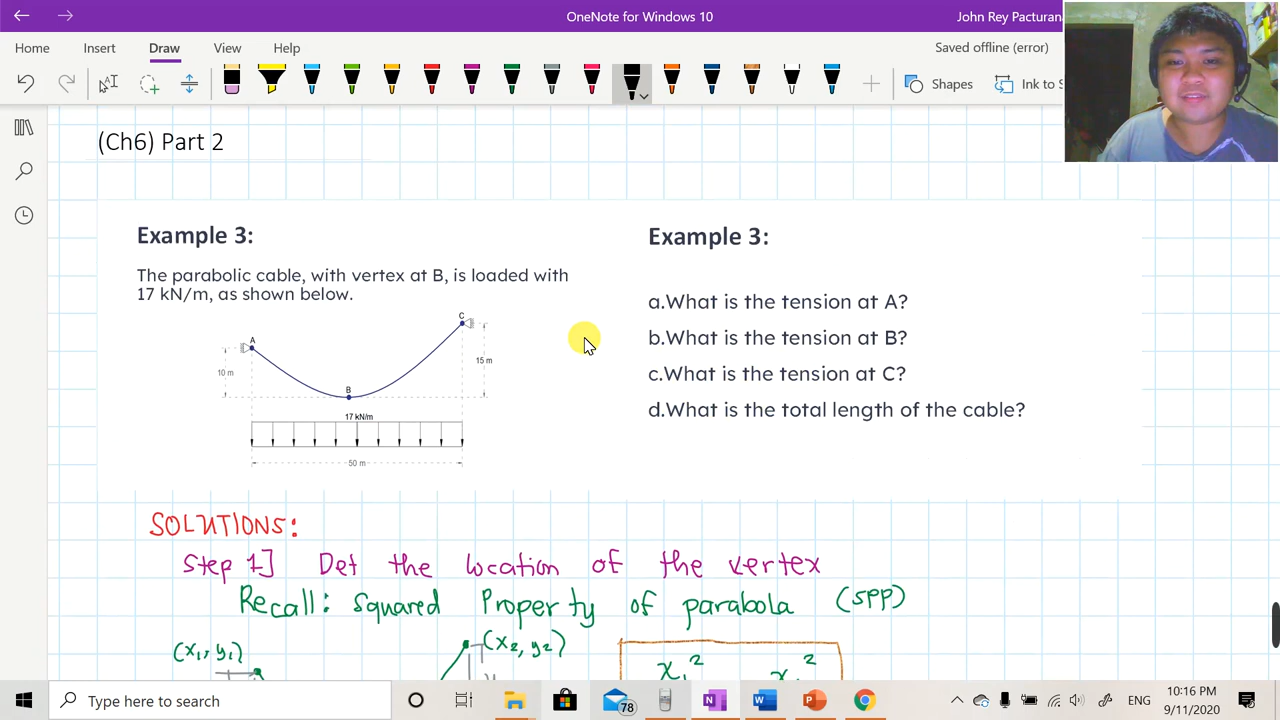 OneNote for Windows 10
John Rey Pacturan
Home
Insert
Draw
View
Help
Saved offline (error)
Shapes
Ink to S
(Ch6) Part 2
Example 3:
The parabolic cable, with vertex at B, is loaded with
17 kN/m, as shown below.
C
A
10 m
15 m
B
17 kN/m
50 m
Example 3:
a.What is the tension at A?
b.What is the tension at B?
c.What is the tension at C?
d.What is the total length of the cable?
SOLUTIONS:
Step 1] Det the location of the vertex
Recall: Squared Property of parabola (SPP)
(x₁, y₁)
(x₂, y₂)
Type here to search
78
ENG
10:16 PM
9/11/2020